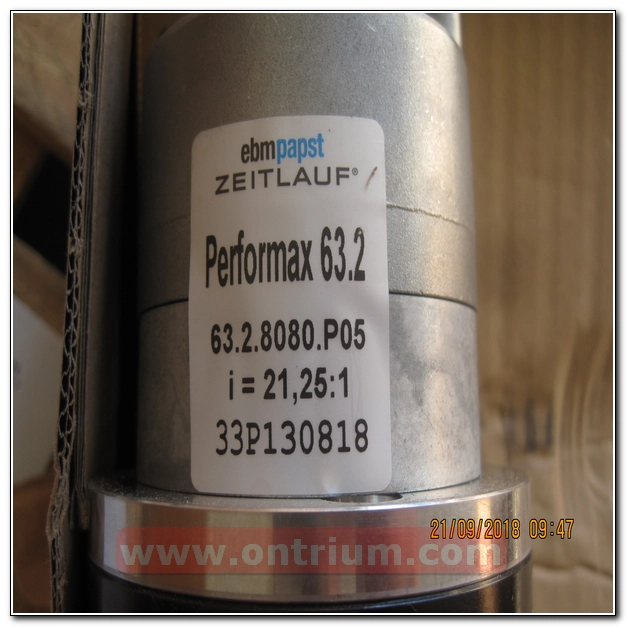 ebmpapst
ZEITLAUF®
Performax 63.2
63.2.8080.P05
i = 21,25:1
33P130818
21/09/2018 09:47
www.ontrium.com